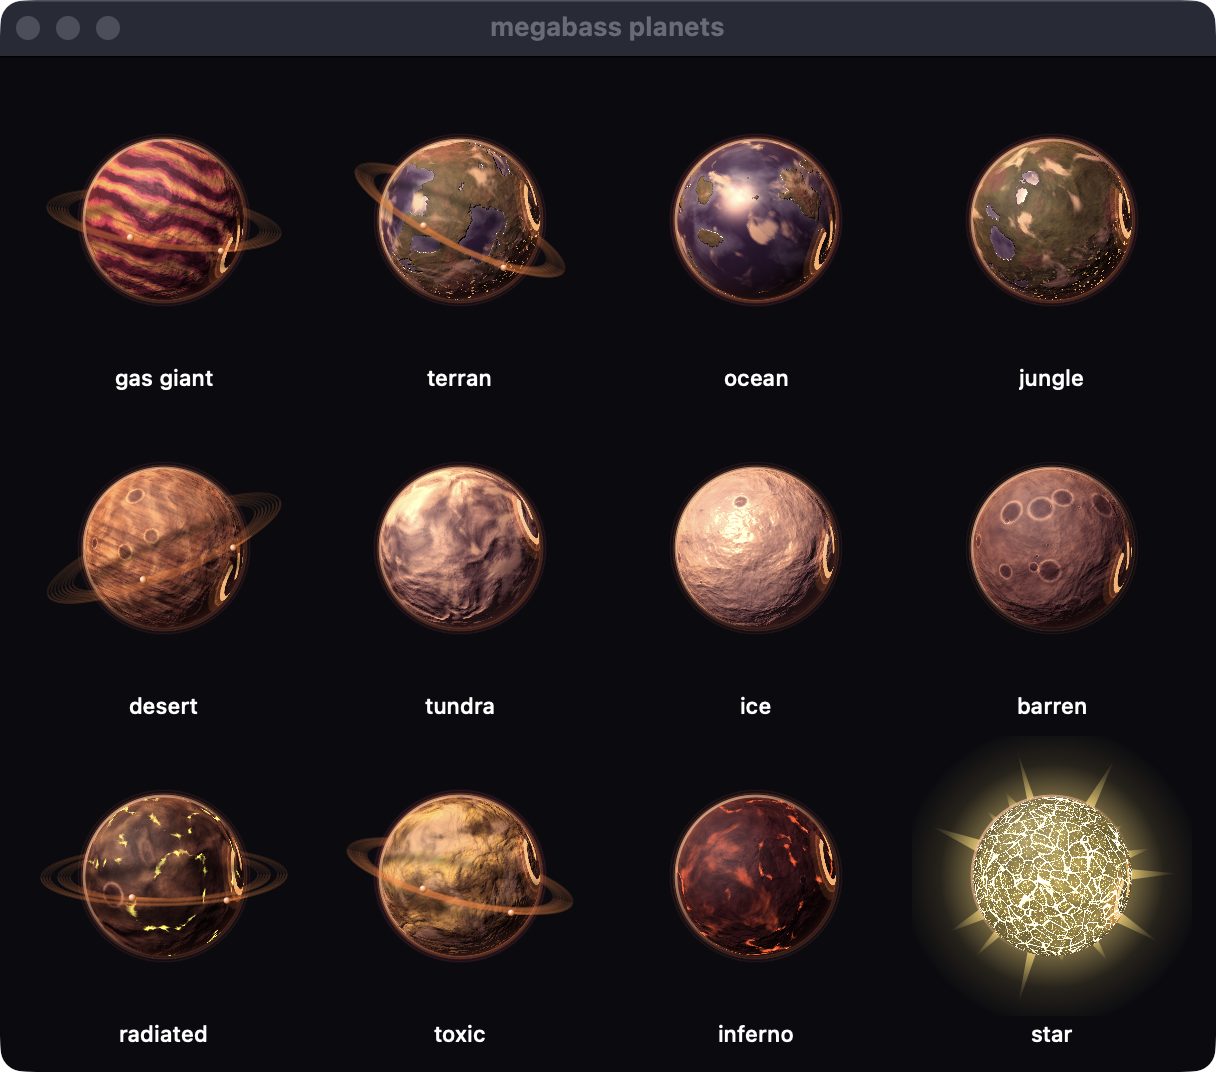 megabass planets
gas giant
terran
ocean
jungle
desert
tundra
ice
barren
radiated
toxic
inferno
star